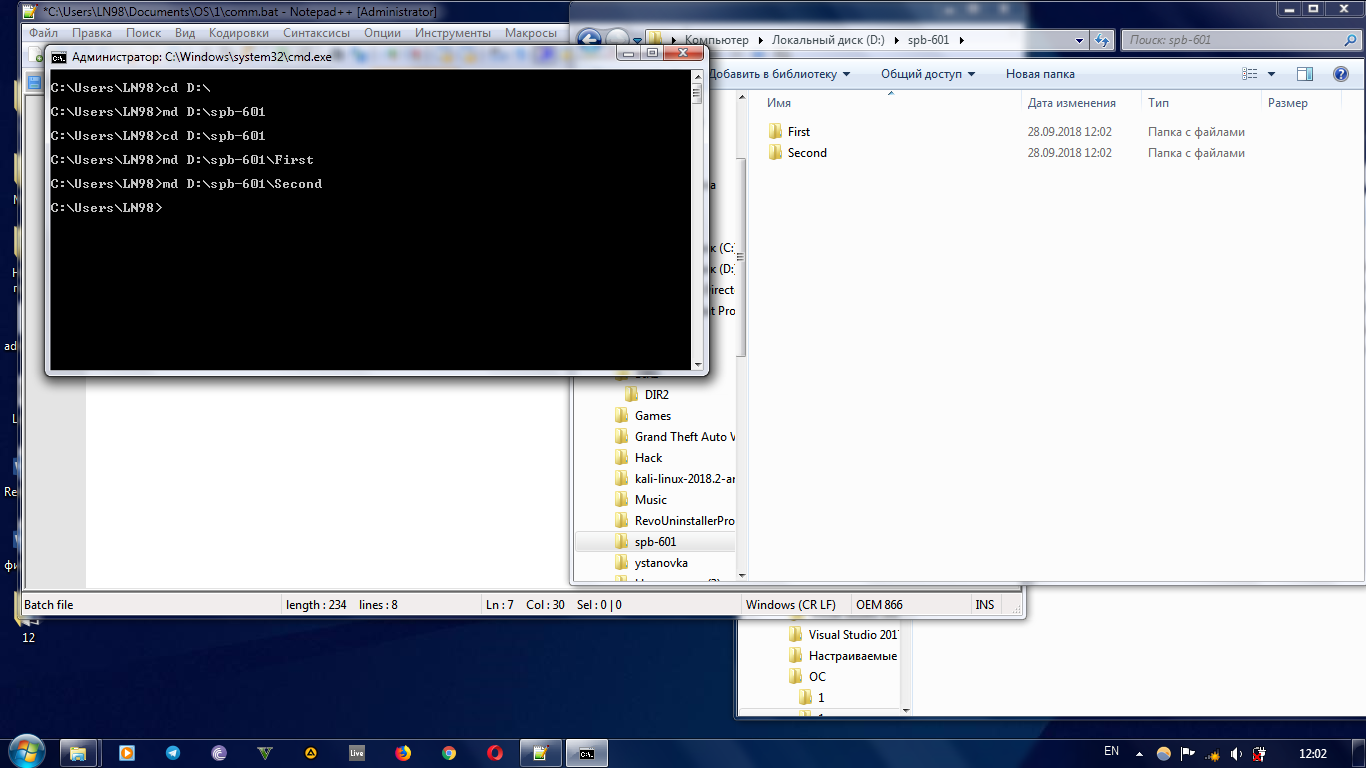 *C:\Users\LN98\Documents\OS\1\comm.bat - Notepad++ [Administrator]
Файл Правка Поиск Вид Кодировки Синтаксисы Опции Инструменты Макросы
Администратор: C:\Windows\system32\cmd.exe
C:\Users\LN98>cd D:\
C:\Users\LN98>md D:\spb-601
C:\Users\LN98>cd D:\spb-601
C:\Users\LN98>md D:\spb-601\First
C:\Users\LN98>md D:\spb-601\Second
C:\Users\LN98>
Компьютер Локальный диск (D:) spb-601
Поиск: spb-601
Добавить в библиотеку Общий доступ Новая папка
Имя Дата изменения Тип Размер
First 28.09.2018 12:02 Папка с файлами
Second 28.09.2018 12:02 Папка с файлами
к (C:
к (D:
irect
t Pro
DIR2
Games
Grand Theft Auto V
Hack
kali-linux-2018.2-ar
Music
RevoUninstallerPro
spb-601
ystanovka
Batch file length : 234 lines : 8 Ln : 7 Col : 30 Sel : 0 | 0 Windows (CR LF) OEM 866 INS
12
Visual Studio 2017
Настраиваемые
ОС
1
Live
EN
12:02